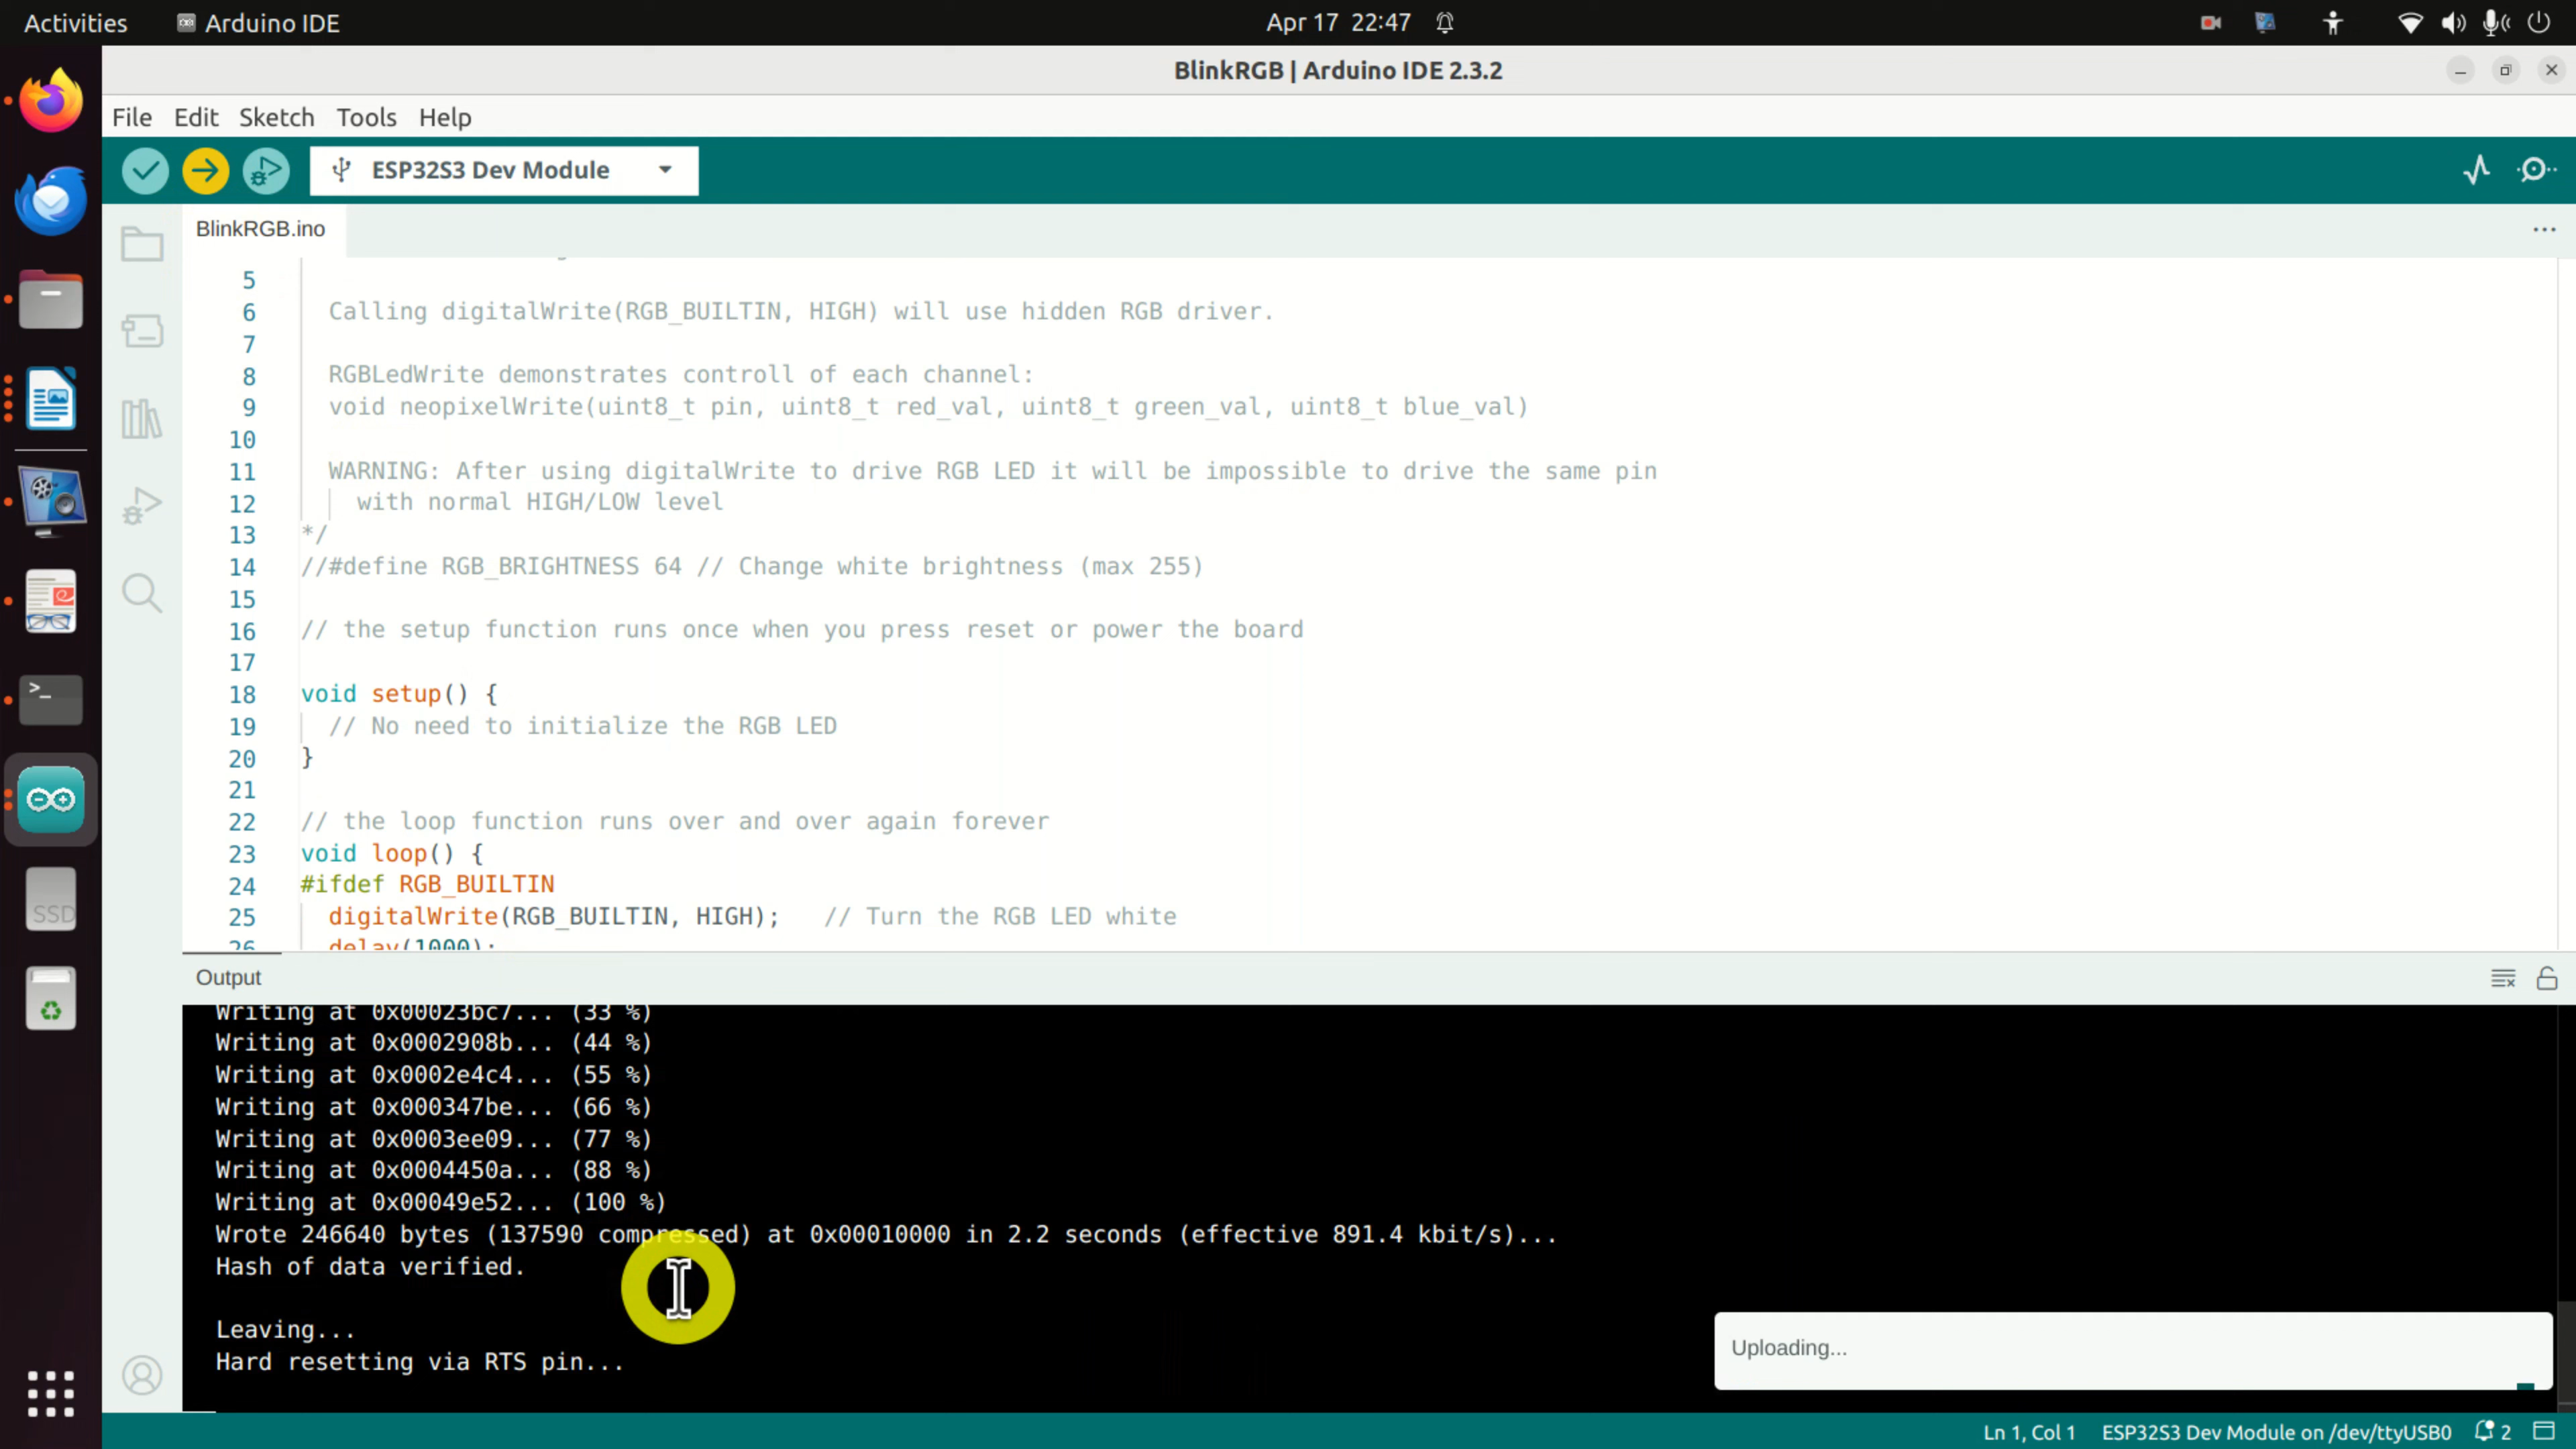 Activities Arduino IDE Apr 17 22:47
BlinkRGB | Arduino IDE 2.3.2
File Edit Sketch Tools Help
ESP32S3 Dev Module
BlinkRGB.ino
5
6 Calling digitalWrite(RGB_BUILTIN, HIGH) will use hidden RGB driver.
7
8 RGBLedWrite demonstrates controll of each channel:
9 void neopixelWrite(uint8_t pin, uint8_t red_val, uint8_t green_val, uint8_t blue_val)
10
11 WARNING: After using digitalWrite to drive RGB LED it will be impossible to drive the same pin
12 with normal HIGH/LOW level
13 */
14 //#define RGB_BRIGHTNESS 64 // Change white brightness (max 255)
15
16 // the setup function runs once when you press reset or power the board
17
18 void setup() {
19 // No need to initialize the RGB LED
20 }
21
22 // the loop function runs over and over again forever
23 void loop() {
24 #ifdef RGB_BUILTIN
25 digitalWrite(RGB_BUILTIN, HIGH); // Turn the RGB LED white
26 delay(1000);
SSD
Output
Writing at 0x00023bc7... (33 %)
Writing at 0x0002908b... (44 %)
Writing at 0x0002e4c4... (55 %)
Writing at 0x000347be... (66 %)
Writing at 0x0003ee09... (77 %)
Writing at 0x0004450a... (88 %)
Writing at 0x00049e52... (100 %)
Wrote 246640 bytes (137590 compressed) at 0x00010000 in 2.2 seconds (effective 891.4 kbit/s)...
Hash of data verified.
Leaving...
Hard resetting via RTS pin...
Uploading...
Ln 1, Col 1 ESP32S3 Dev Module on /dev/ttyUSB0 2